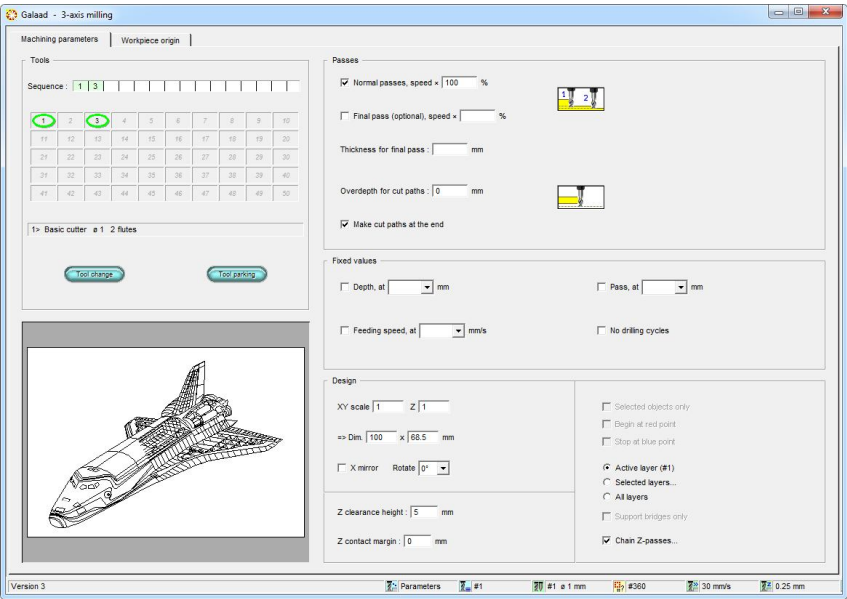 Galaad - 3-axis milling
Machining parameters Workpiece origin
Tools
Sequence : 1 3
1 2 3 4 5 6 7 8 9 10
11 12 13 14 15 16 17 18 19 20
21 22 23 24 25 26 27 28 29 30
31 32 33 34 35 36 37 38 39 40
41 42 43 44 45 46 47 48 49 50
1> Basic cutter ø 1 2 flutes
Tool change Tool parking
Passes
Normal passes, speed × 100 %
1 2
Final pass (optional), speed × %
Thickness for final pass : mm
Overdepth for cut paths : 0 mm
Make cut paths at the end
Fixed values
Depth, at mm Pass, at mm
Feeding speed, at mm/s No drilling cycles
Design
XY scale 1 Z 1
=> Dim. 100 x 68.5 mm
X mirror Rotate 0°
Z clearance height : 5 mm
Z contact margin : 0 mm
Selected objects only
Begin at red point
Stop at blue point
Active layer (#1)
Selected layers...
All layers
Support bridges only
Chain Z-passes...
Version 3 Parameters #1 #1 ø 1 mm #360 30 mm/s 0.25 mm